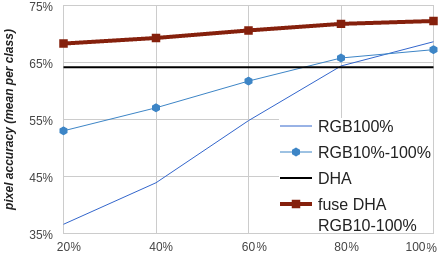 75%
65%
55%
45%
35%
pixel accuracy (mean per class)
20%
40%
60%
80%
100%
RGB100%
RGB10%-100%
DHA
fuse DHA
RGB10-100%